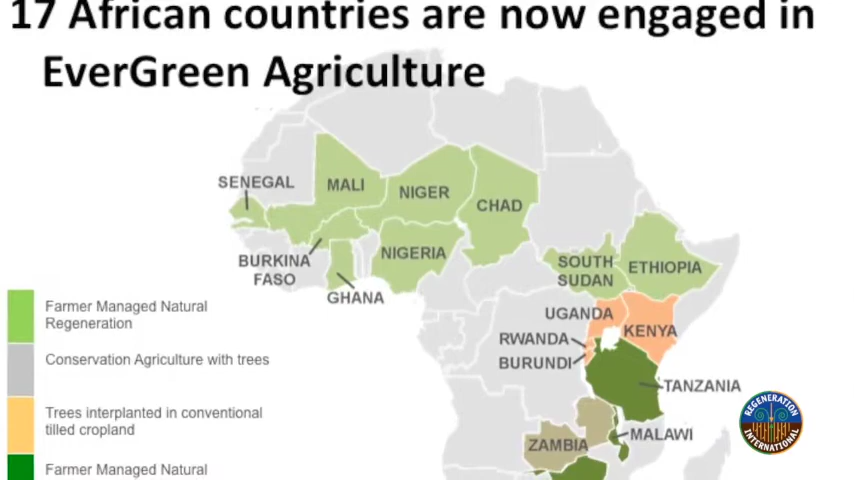 17 African countries are now engaged in
EverGreen Agriculture
SENEGAL
MALI
NIGER
CHAD
BURKINA
FASO
NIGERIA
GHANA
SOUTH
SUDAN
ETHIOPIA
UGANDA
KENYA
RWANDA
BURUNDI
TANZANIA
MALAWI
ZAMBIA
Farmer Managed Natural
Regeneration
Conservation Agriculture with trees
Trees interplanted in conventional
tilled cropland
Farmer Managed Natural
REGENERATION
INTERNATIONAL